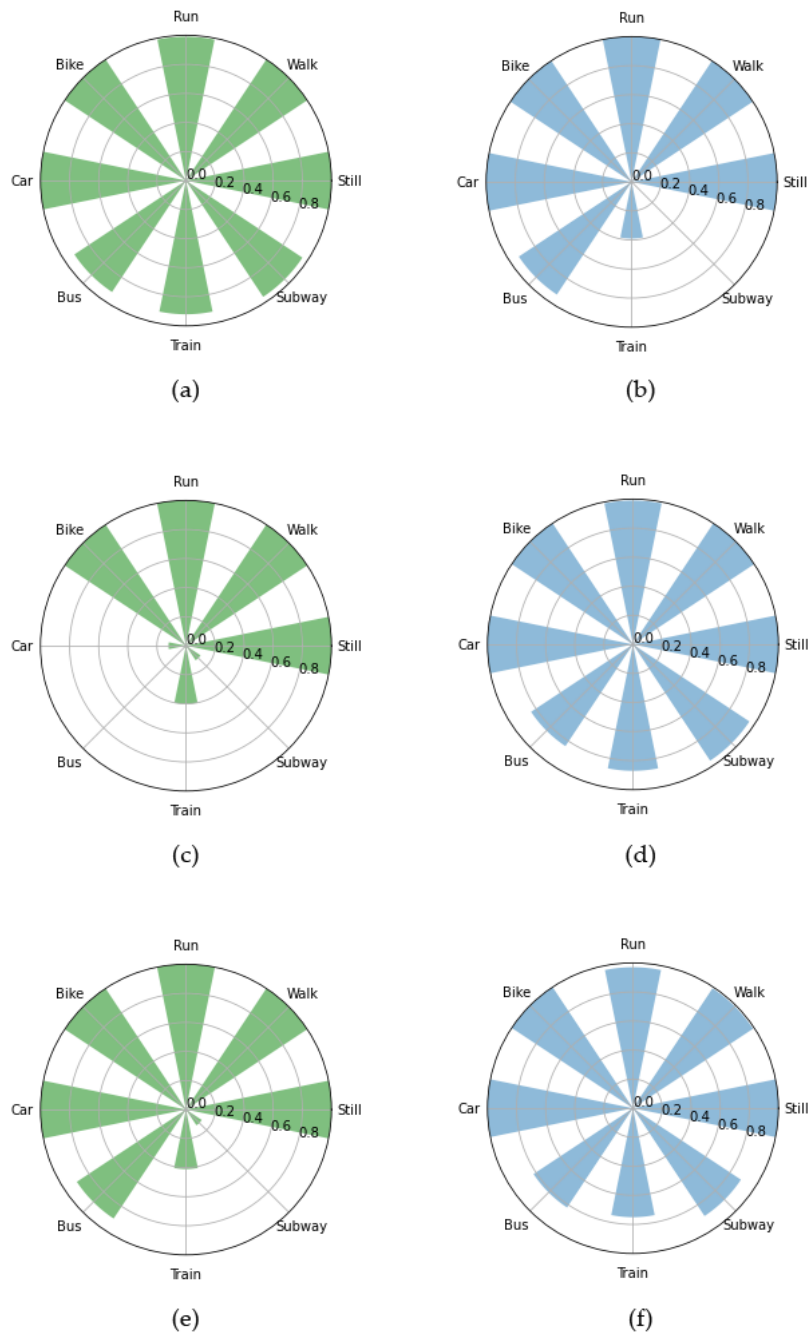 Run
Bike
Walk
Car
0.0
0.2
0.4
0.6
0.8
Still
Bus
Subway
Train
(a)
Run
Bike
Walk
Car
0.0
0.2
0.4
0.6
0.8
Still
Bus
Subway
Train
(b)
Run
Bike
Walk
Car
0.0
0.2
0.4
0.6
0.8
Still
Bus
Subway
Train
(c)
Run
Bike
Walk
Car
0.0
0.2
0.4
0.6
0.8
Still
Bus
Subway
Train
(d)
Run
Bike
Walk
Car
0.0
0.2
0.4
0.6
0.8
Still
Bus
Subway
Train
(e)
Run
Bike
Walk
Car
0.0
0.2
0.4
0.6
0.8
Still
Bus
Subway
Train
(f)